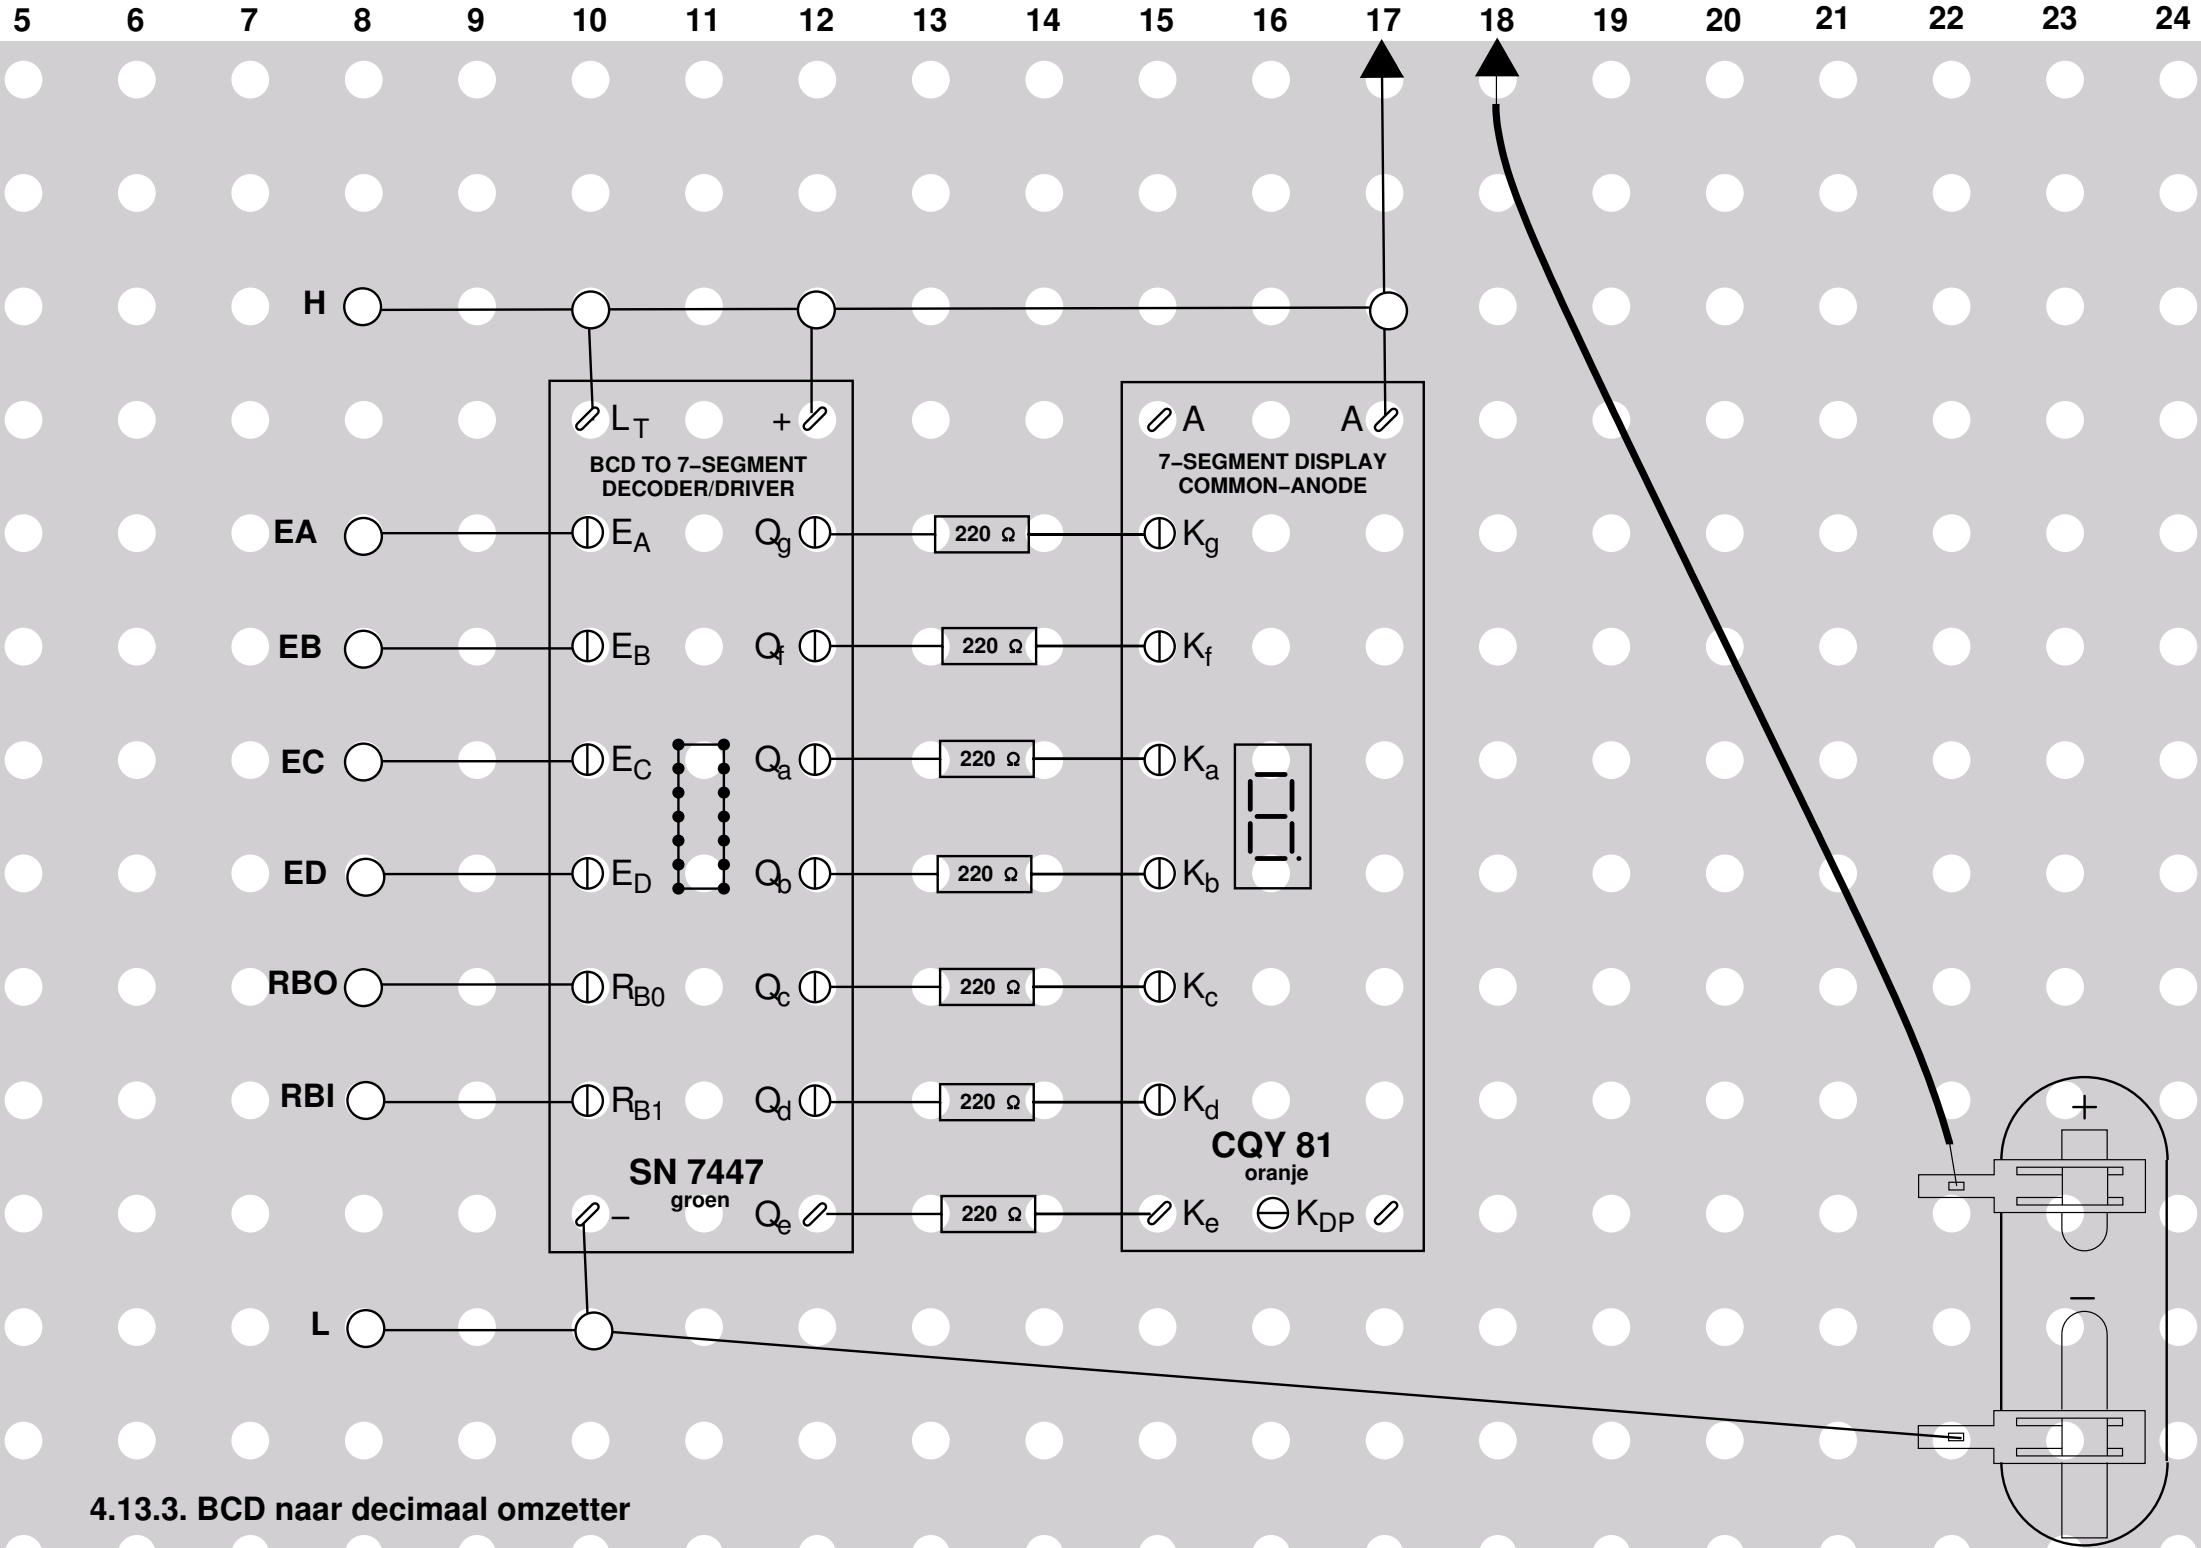 5 6 7 8 9 10 11 12 13 14 15 16 17 18 19 20 21 22 23 24
H
LT + A A
BCD TO 7–SEGMENT
DECODER/DRIVER
7–SEGMENT DISPLAY
COMMON–ANODE
EA EA Qg 220 Ω Kg
EB EB Qf 220 Ω Kf
EC EC Qa 220 Ω Ka
ED ED Qb 220 Ω Kb
RBO RB0 Qc 220 Ω Kc
RBI RB1 Qd 220 Ω Kd
+
SN 7447
groen
CQY 81
oranje
– Qe 220 Ω Ke KDP
–
L
4.13.3. BCD naar decimaal omzetter